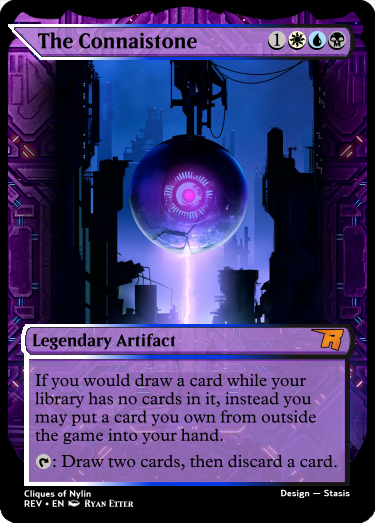 The Connaistone 1
Legendary Artifact
If you would draw a card while your
library has no cards in it, instead you
may put a card you own from outside
the game into your hand.
: Draw two cards, then discard a card.
Cliques of Nylin
Design — Stasis
REV • EN Ryan Etter